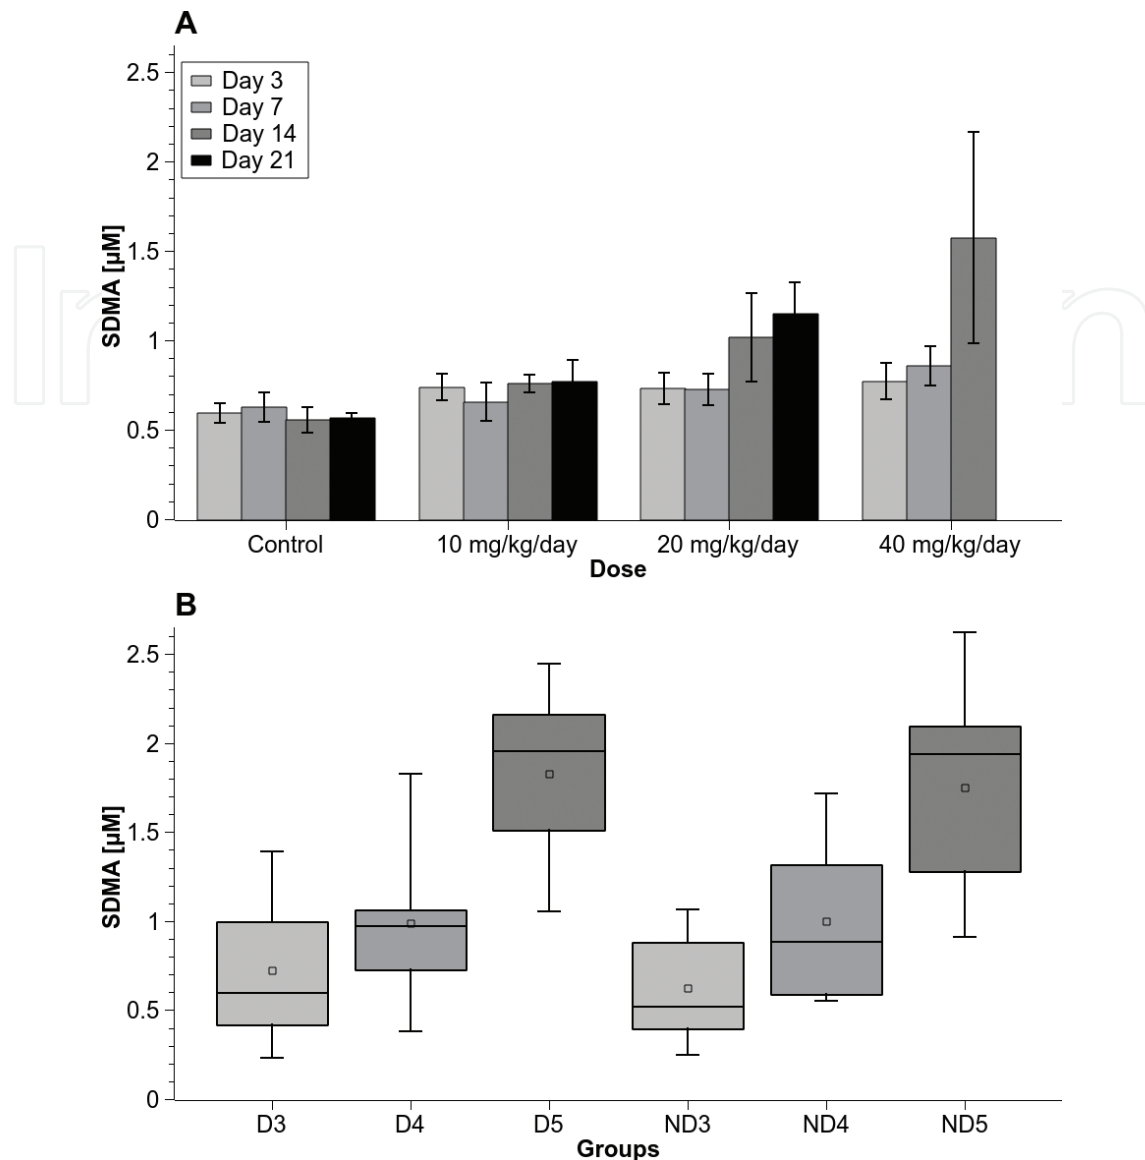 A
SDMA [µM]
2.5
2
1.5
1
0.5
0
Day 3
Day 7
Day 14
Day 21
Control 10 mg/kg/day 20 mg/kg/day 40 mg/kg/day
Dose
B
SDMA [µM]
2.5
2
1.5
1
0.5
0
D3 D4 D5 ND3 ND4 ND5
Groups